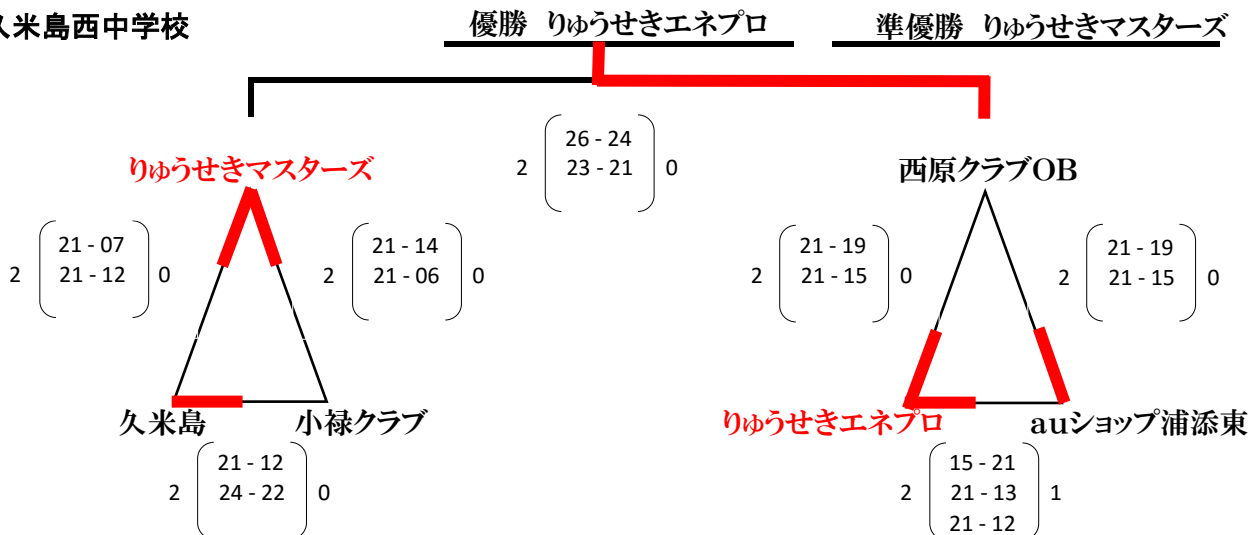 久米島西中学校
優勝 りゅうせきエネプロ
準優勝 りゅうせきマスターズ
2 26 - 24 0
23 - 21
りゅうせきマスターズ
西原クラブOB
21 - 07
2 21 - 12 0
21 - 14
2 21 - 06 0
21 - 19
2 21 - 15 0
21 - 19
2 21 - 15 0
久米島
小禄クラブ
りゅうせきエネプロ
auショップ浦添東
21 - 12
2 24 - 22 0
15 - 21
2 21 - 13 1
21 - 12